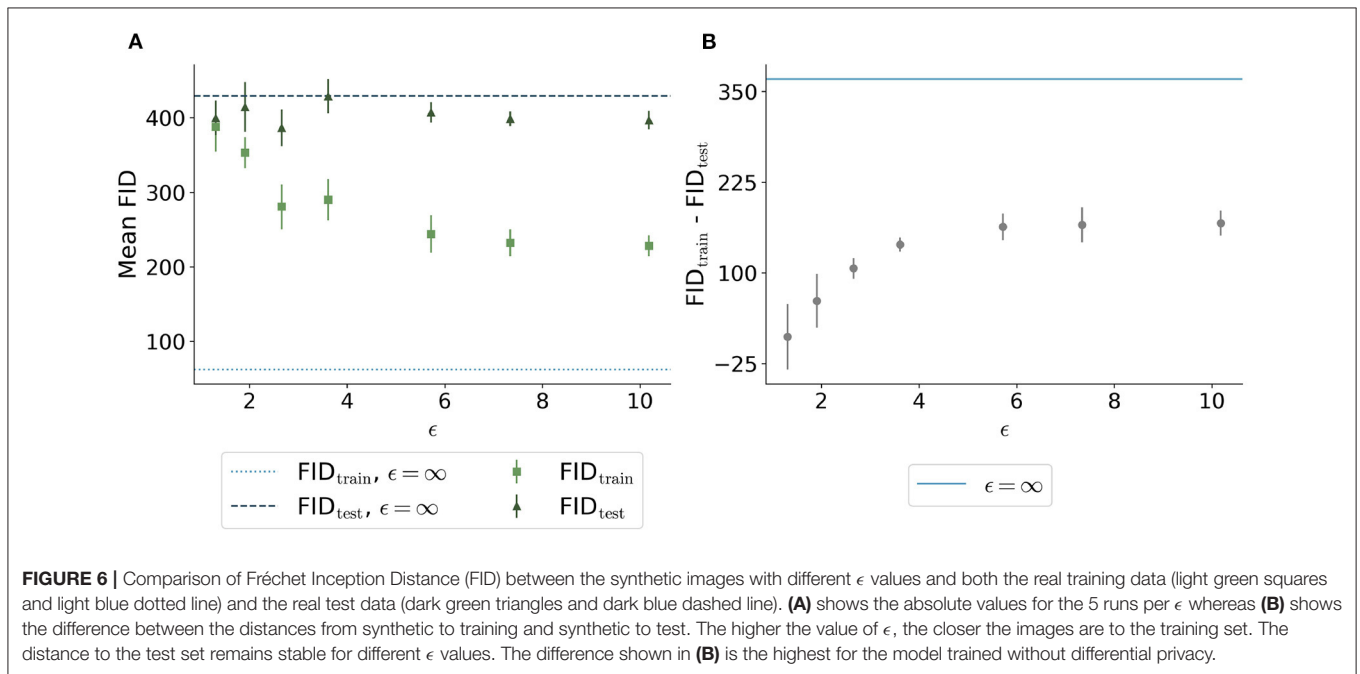 A
B
400
300
200
100
Mean FID
2 4 6 8 10
ϵ
350
225
100
−25
FID_train - FID_test
2 4 6 8 10
ϵ
FID_train, ϵ = ∞
FID_test, ϵ = ∞
FID_train
FID_test
ϵ = ∞
FIGURE 6 | Comparison of Fréchet Inception Distance (FID) between the synthetic images with different ϵ values and both the real training data (light green squares
and light blue dotted line) and the real test data (dark green triangles and dark blue dashed line). (A) shows the absolute values for the 5 runs per ϵ whereas (B) shows
the difference between the distances from synthetic to training and synthetic to test. The higher the value of ϵ, the closer the images are to the training set. The
distance to the test set remains stable for different ϵ values. The difference shown in (B) is the highest for the model trained without differential privacy.